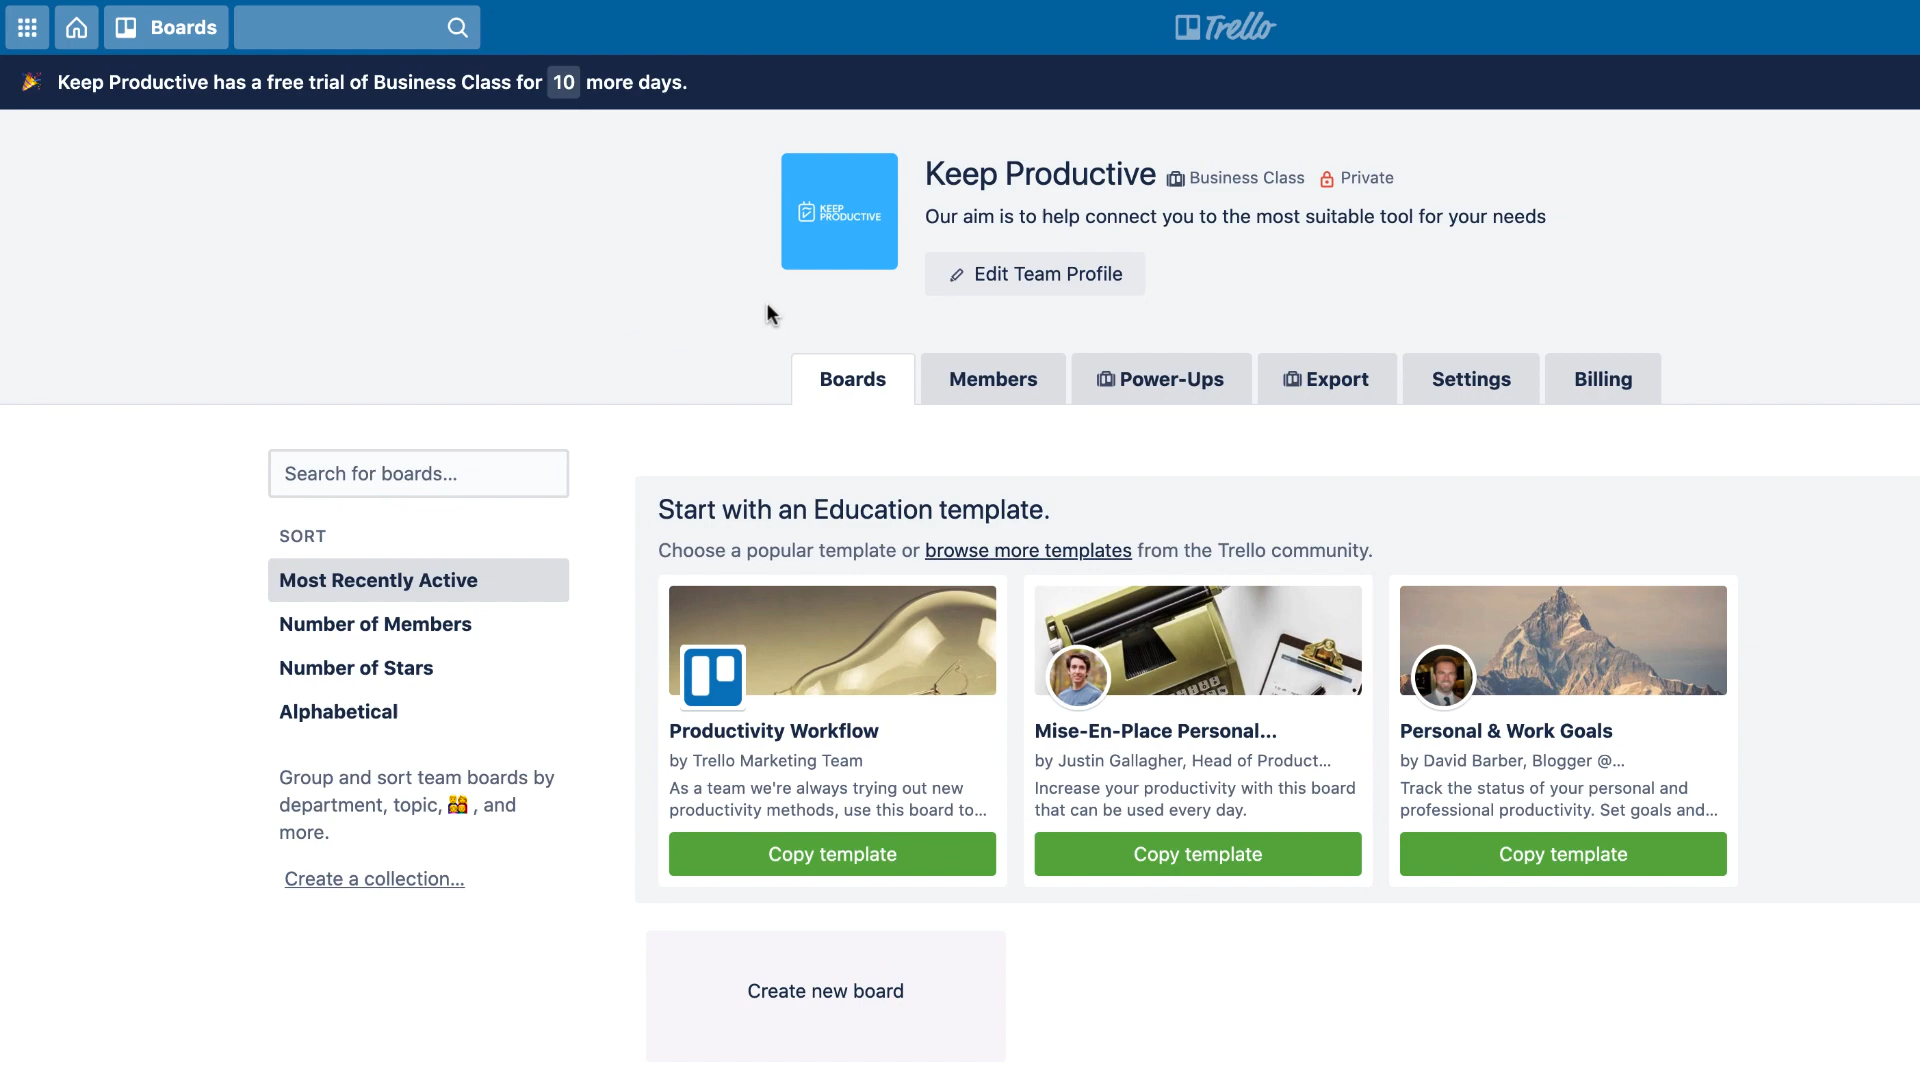 Boards
Trello
Keep Productive has a free trial of Business Class for 10 more days.
KEEP
PRODUCTIVE
Keep Productive Business Class Private
Our aim is to help connect you to the most suitable tool for your needs
Edit Team Profile
Boards Members Power-Ups Export Settings Billing
Search for boards...
SORT
Most Recently Active
Number of Members
Number of Stars
Alphabetical
Group and sort team boards by
department, topic, , and
more.
Create a collection...
Start with an Education template.
Choose a popular template or browse more templates from the Trello community.
Productivity Workflow
by Trello Marketing Team
As a team we're always trying out new
productivity methods, use this board to...
Copy template
Mise-En-Place Personal...
by Justin Gallagher, Head of Product...
Increase your productivity with this board
that can be used every day.
Copy template
Personal & Work Goals
by David Barber, Blogger @...
Track the status of your personal and
professional productivity. Set goals and...
Copy template
Create new board